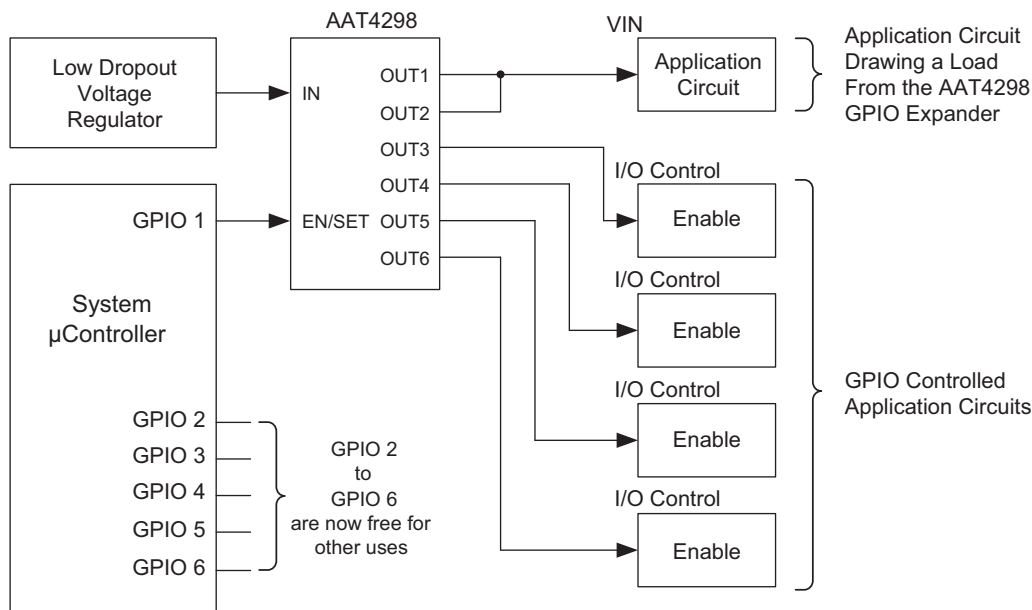 AAT4298
Low Dropout
Voltage
Regulator
IN
EN/SET
OUT1
OUT2
OUT3
OUT4
OUT5
OUT6
VIN
Application
Circuit
Application Circuit
Drawing a Load
From the AAT4298
GPIO Expander
I/O Control
Enable
I/O Control
Enable
I/O Control
Enable
I/O Control
Enable
GPIO Controlled
Application Circuits
GPIO 1
System
µController
GPIO 2
GPIO 3
GPIO 4
GPIO 5
GPIO 6
GPIO 2
to
GPIO 6
are now free for
other uses